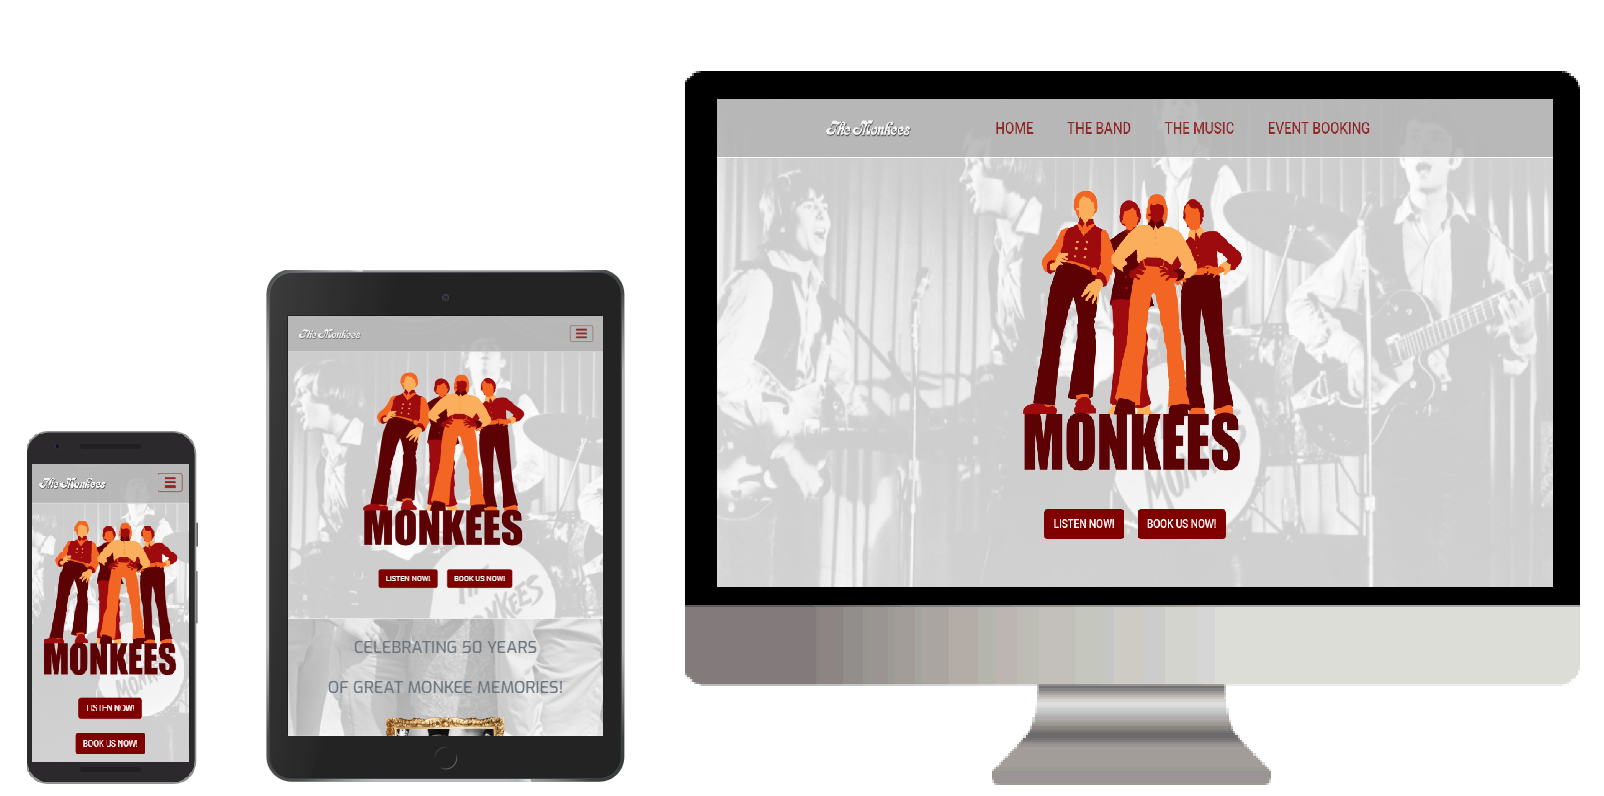 The Monkees
MONKEES
LISTEN NOW!
BOOK US NOW!
The Monkees
MONKEES
LISTEN NOW! BOOK US NOW!
MONKEES
CELEBRATING 50 YEARS
OF GREAT MONKEE MEMORIES!
The Monkees HOME THE BAND THE MUSIC EVENT BOOKING
MONKEES
LISTEN NOW! BOOK US NOW!